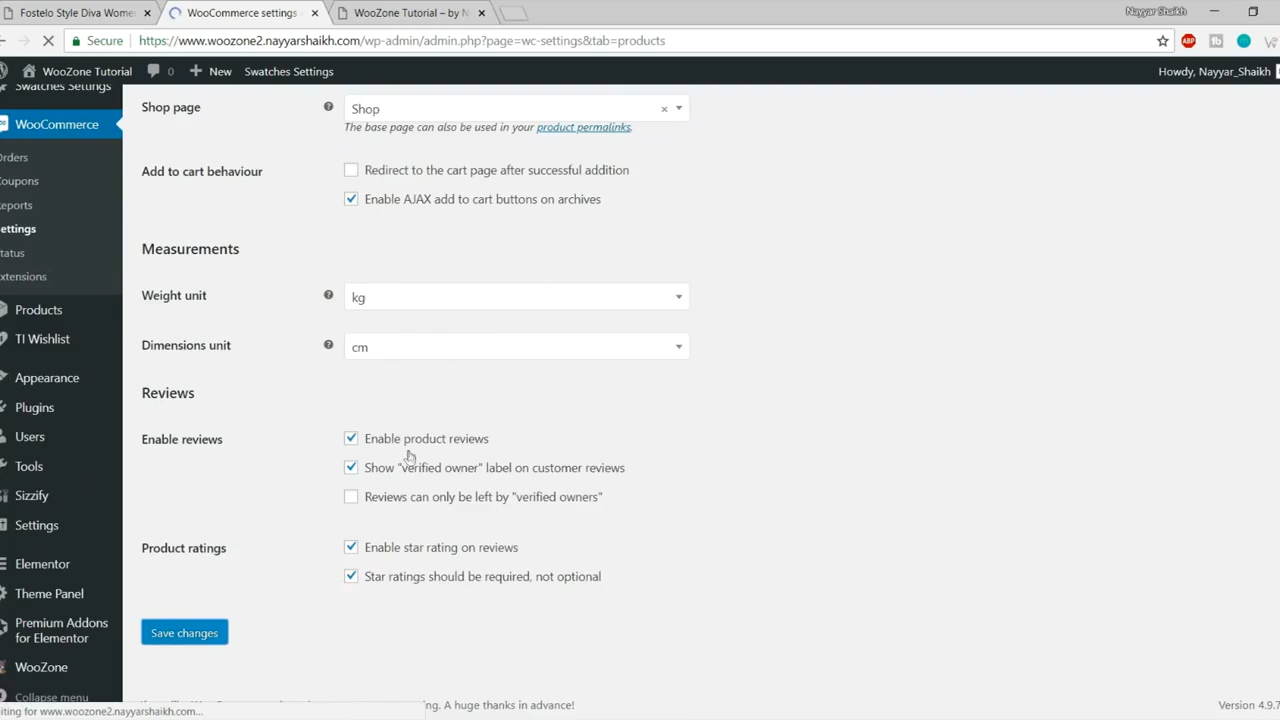 Fostelo Style Diva Wome
WooCommerce settings
WooZone Tutorial – by N
Nayyar Shaikh
Secure
https://www.woozone2.nayyarshaikh.com/wp-admin/admin.php?page=wc-settings&tab=products
ABP
WooZone Tutorial
0
New
Swatches Settings
Howdy, Nayyar_Shaikh
Swatches Settings
WooCommerce
Orders
Coupons
Reports
Settings
Status
Extensions
Products
TI Wishlist
Appearance
Plugins
Users
Tools
Sizzify
Settings
Elementor
Theme Panel
Premium Addons
for Elementor
WooZone
Collapse menu
Shop page
Shop
The base page can also be used in your product permalinks.
Add to cart behaviour
Redirect to the cart page after successful addition
Enable AJAX add to cart buttons on archives
Measurements
Weight unit
kg
Dimensions unit
cm
Reviews
Enable reviews
Enable product reviews
Show "verified owner" label on customer reviews
Reviews can only be left by "verified owners"
Product ratings
Enable star rating on reviews
Star ratings should be required, not optional
Save changes
A huge thanks in advance!
Version 4.9.7
iting for www.woozone2.nayyarshaikh.com...